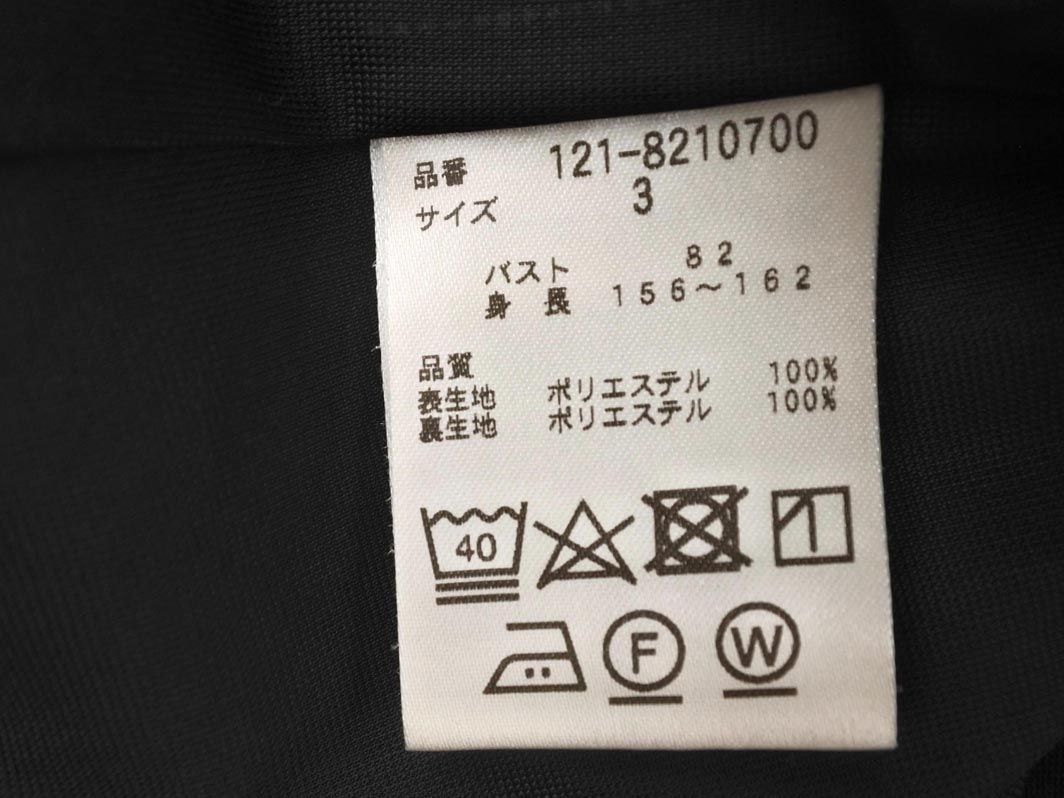 品番 121-8210700
サイズ 3
バスト 82
身長 156～162
品質
表生地 ポリエステル 100%
裏生地 ポリエステル 100%
40
F W